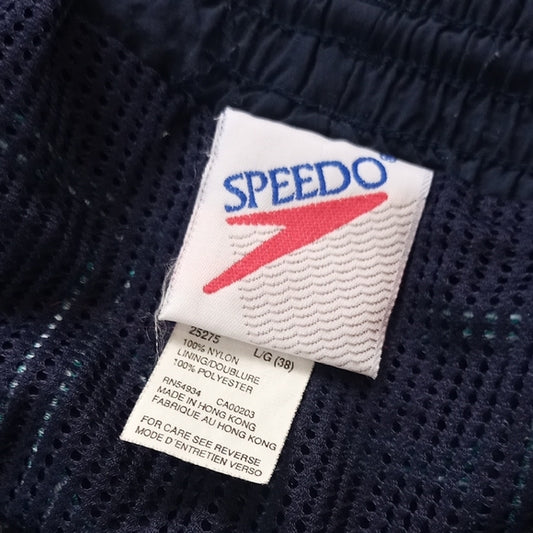 SPEEDO®
25275 L/G (38)
100% NYLON
LINING/DOUBLURE
100% POLYESTER
RN54934 CA00203
MADE IN HONG KONG
FABRIQUE AU HONG KONG
FOR CARE SEE REVERSE
MODE D'ENTRETIEN VERSO